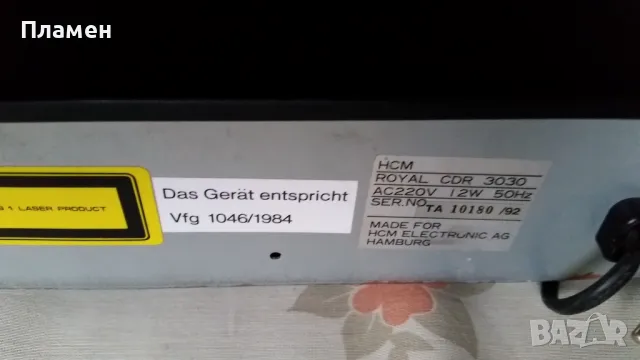 Пламен
S 1 LASER PRODUCT
Das Gerät entspricht
Vfg 1046/1984
HCM
ROYAL CDR 3030
AC220V 12W 50Hz
SER.NO. TA 10180 /92
MADE FOR
HCM ELECTRONIC AG
HAMBURG
BAZAR